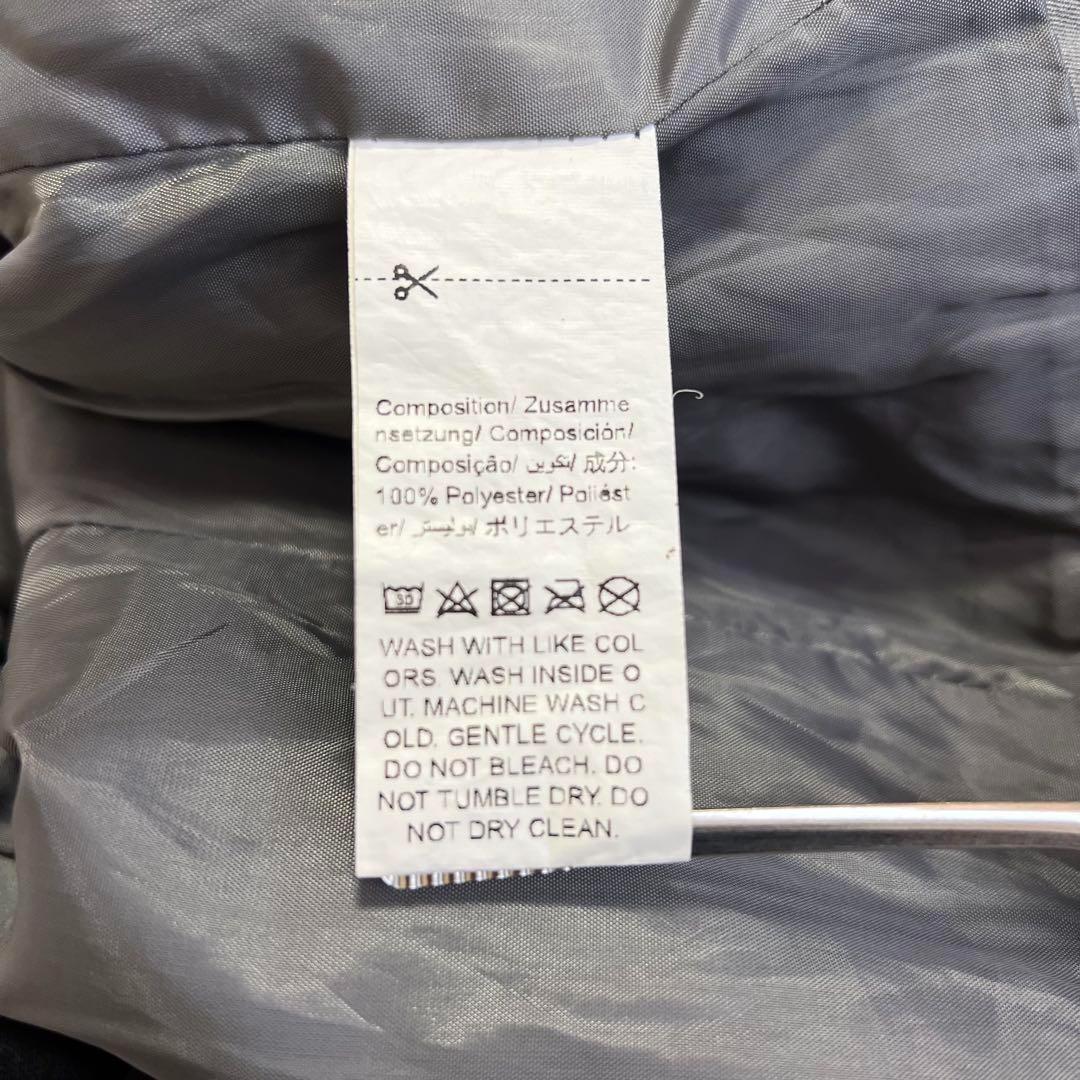 Composition/ Zusamme
nsetzung/ Composición/
Composição/ تكوين/ 成分:
100% Polyester/ Poliést
er/ بوليستر/ ポリエステル
30
WASH WITH LIKE COL
ORS. WASH INSIDE O
UT. MACHINE WASH C
OLD. GENTLE CYCLE.
DO NOT BLEACH. DO
NOT TUMBLE DRY. DO
NOT DRY CLEAN.